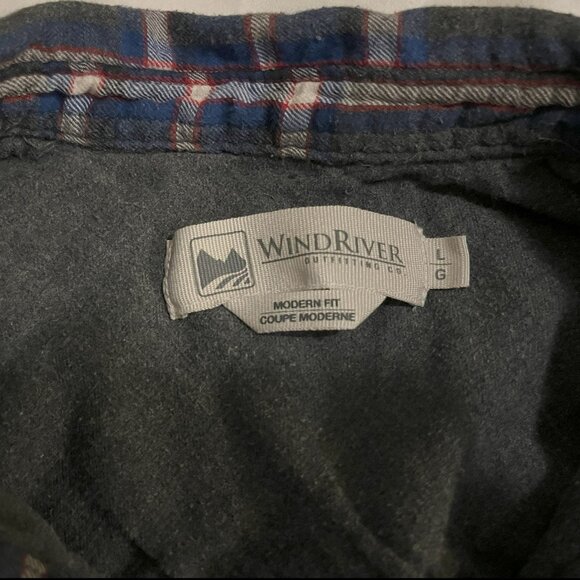 WINDRIVER
OUTFITTING CO
L
G
MODERN FIT
COUPE MODERNE